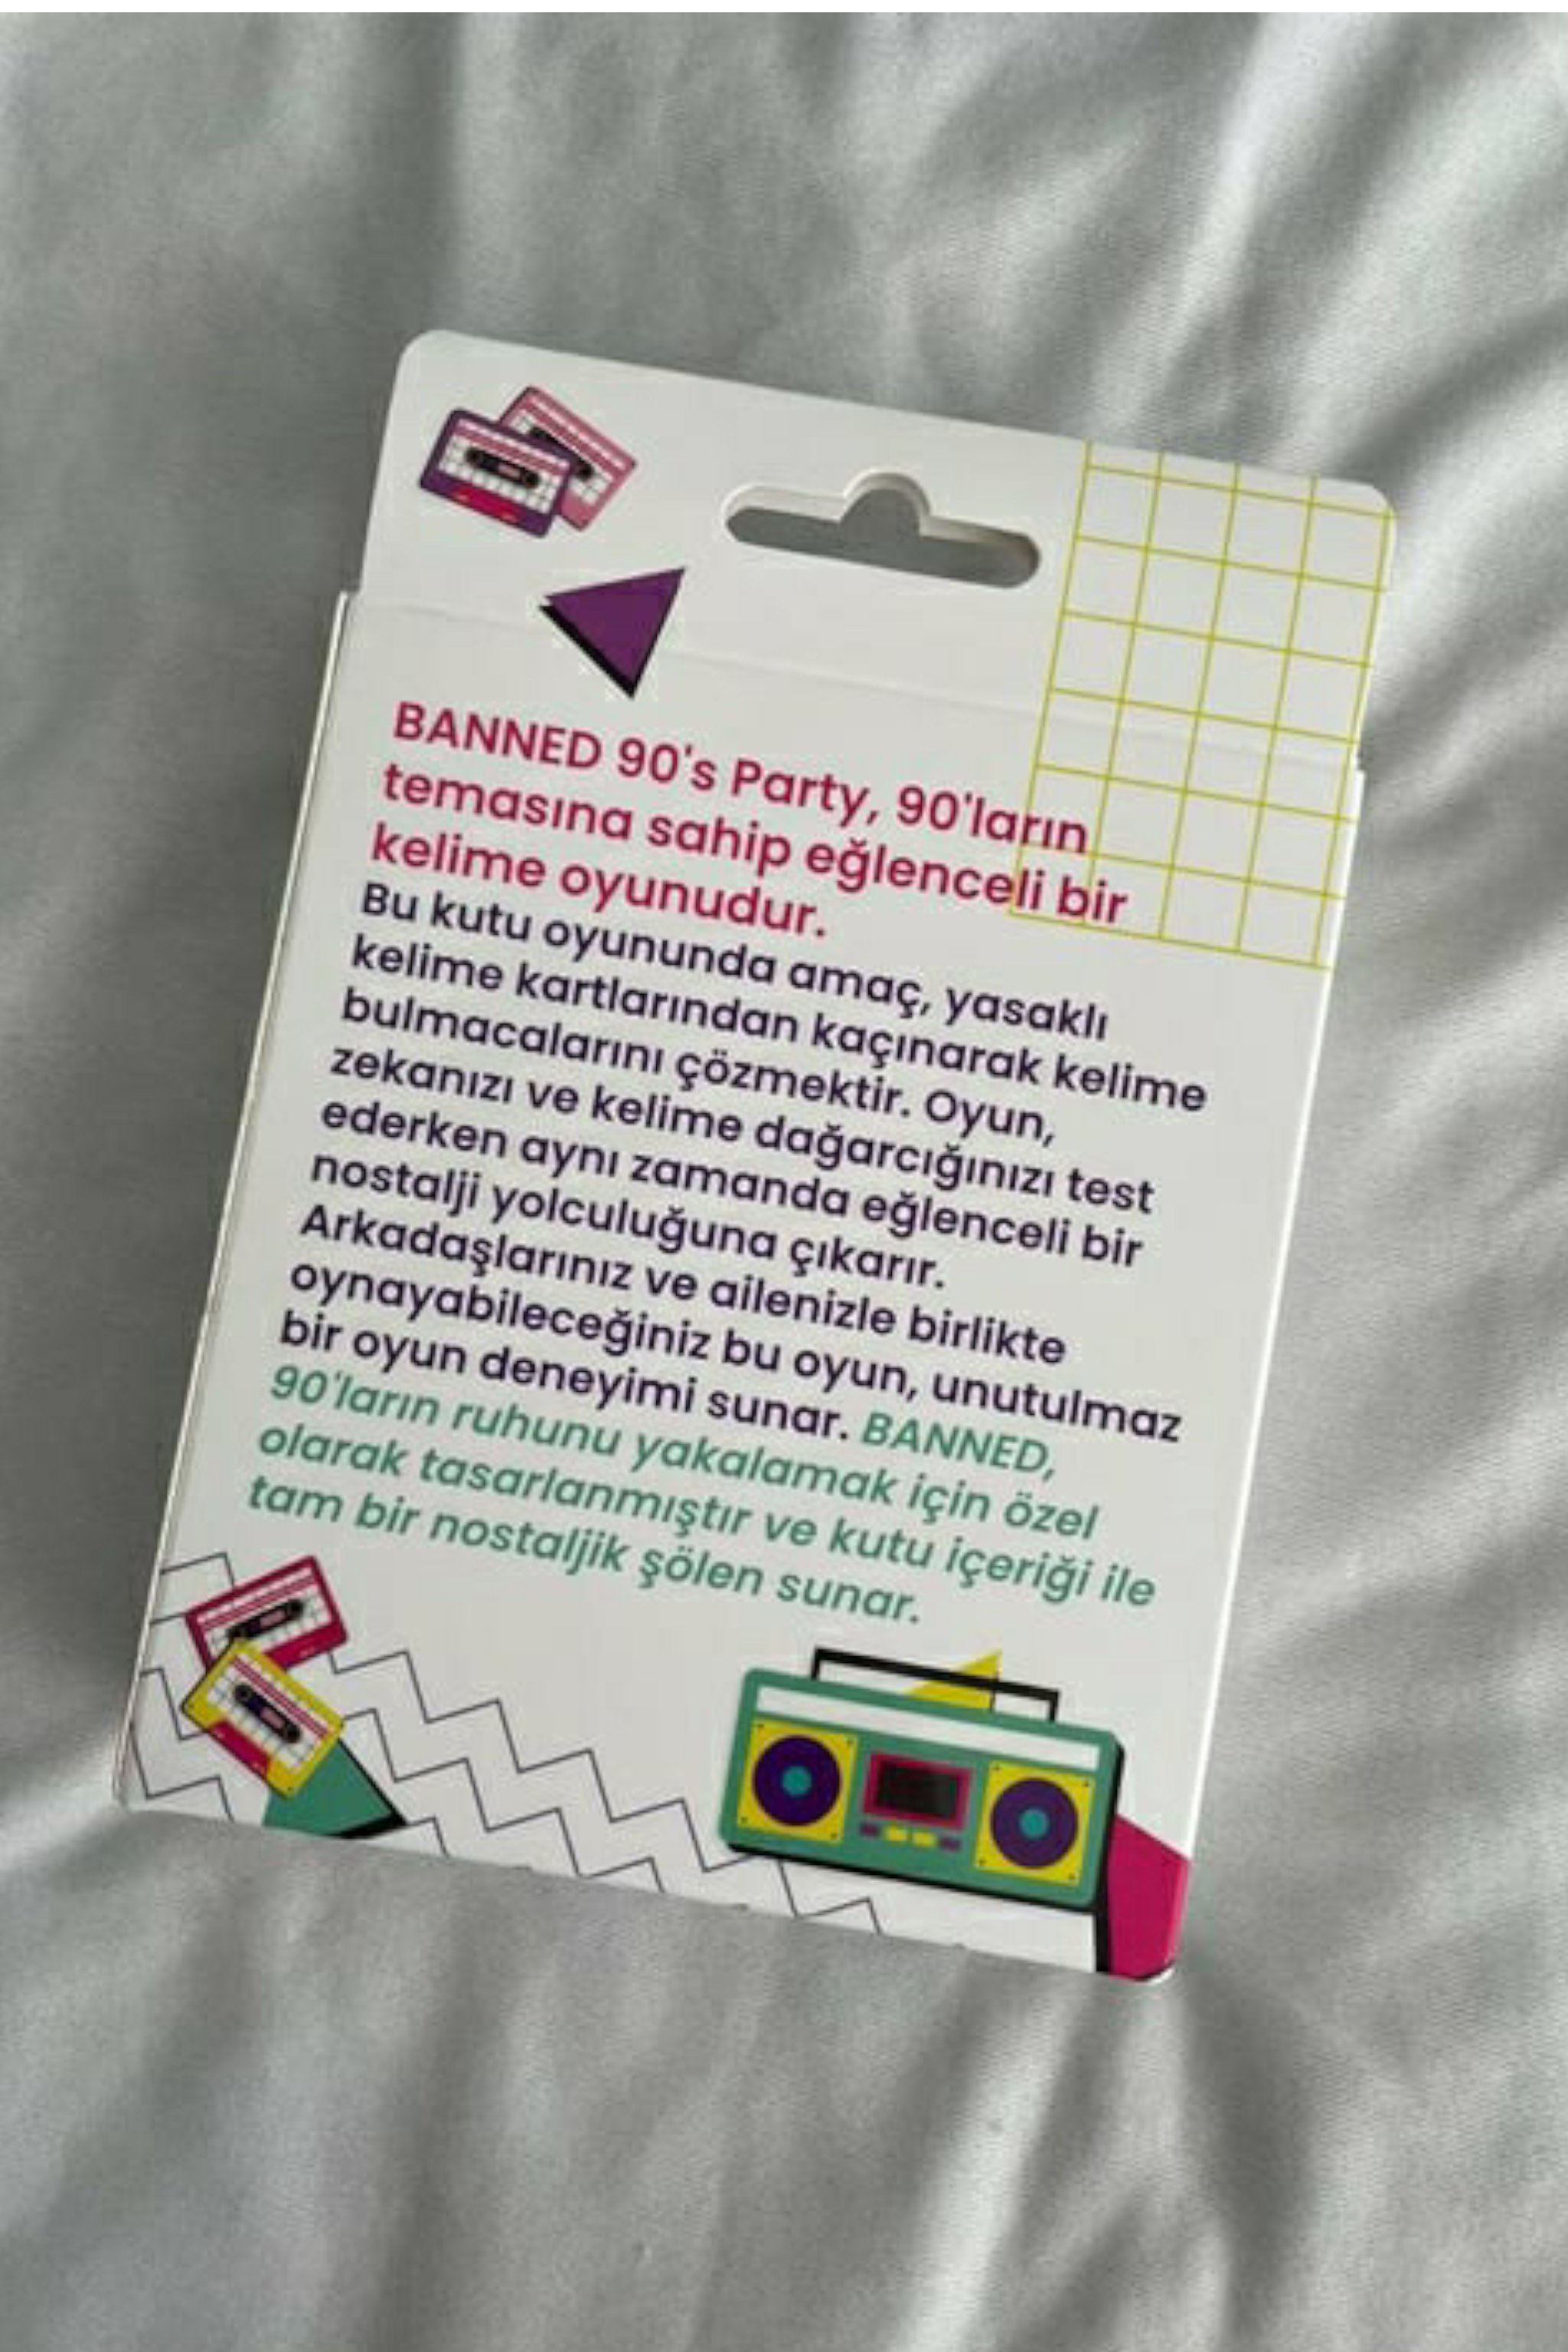 BANNED 90's Party, 90'ların
temasına sahip eğlenceli bir
kelime oyunudur.
Bu kutu oyununda amaç, yasaklı
kelime kartlarından kaçınarak kelime
bulmacalarını çözmektir. Oyun,
zekanızı ve kelime dağarcığınızı test
ederken aynı zamanda eğlenceli bir
nostalji yolculuğuna çıkarır.
Arkadaşlarınız ve ailenizle birlikte
oynayabileceğiniz bu oyun, unutulmaz
bir oyun deneyimi sunar. BANNED,
90'ların ruhunu yakalamak için özel
olarak tasarlanmıştır ve kutu içeriği ile
tam bir nostaljik şölen sunar.